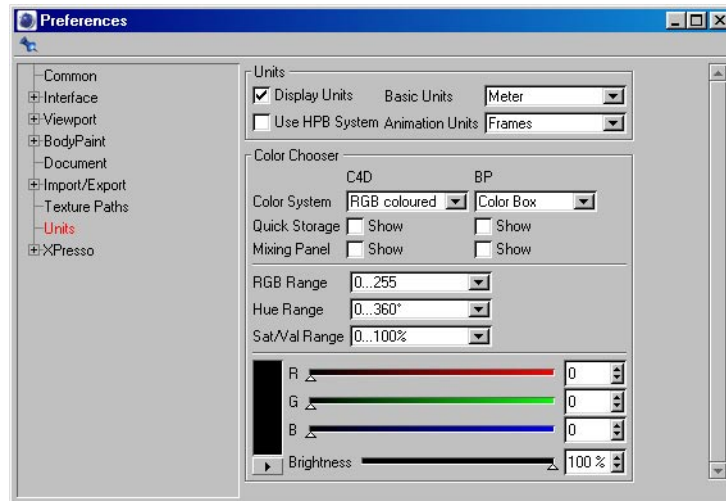 Preferences
Common
Interface
Viewport
BodyPaint
Document
Import/Export
Texture Paths
Units
XPresso
Units
Display Units Basic Units Meter
Use HPB System Animation Units Frames
Color Chooser
C4D BP
Color System RGB coloured Color Box
Quick Storage Show Show
Mixing Panel Show Show
RGB Range 0...255
Hue Range 0...360°
Sat/Val Range 0...100%
R 0
G 0
B 0
Brightness 100 %